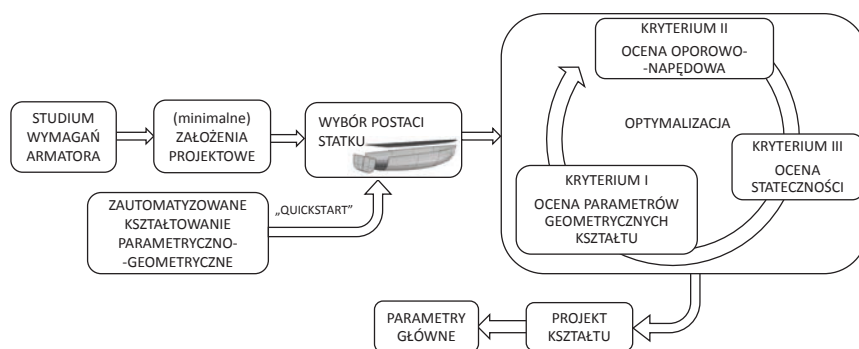 STUDIUM
WYMAGAŃ
ARMATORA
(minimalne)
ZAŁOŻENIA
PROJEKTOWE
WYBÓR POSTACI
STATKU
ZAUTOMATYZOWANE
KSZTAŁTOWANIE
PARAMETRYCZNO-
-GEOMETRYCZNE
„QUICKSTART”
KRYTERIUM II
OCENA OPOROWO-
-NAPĘDOWA
OPTYMALIZACJA
KRYTERIUM III
OCENA
STATECZNOŚCI
KRYTERIUM I
OCENA PARAMETRÓW
GEOMETRYCZNYCH
KSZTAŁTU
PARAMETRY
GŁÓWNE
PROJEKT
KSZTAŁTU